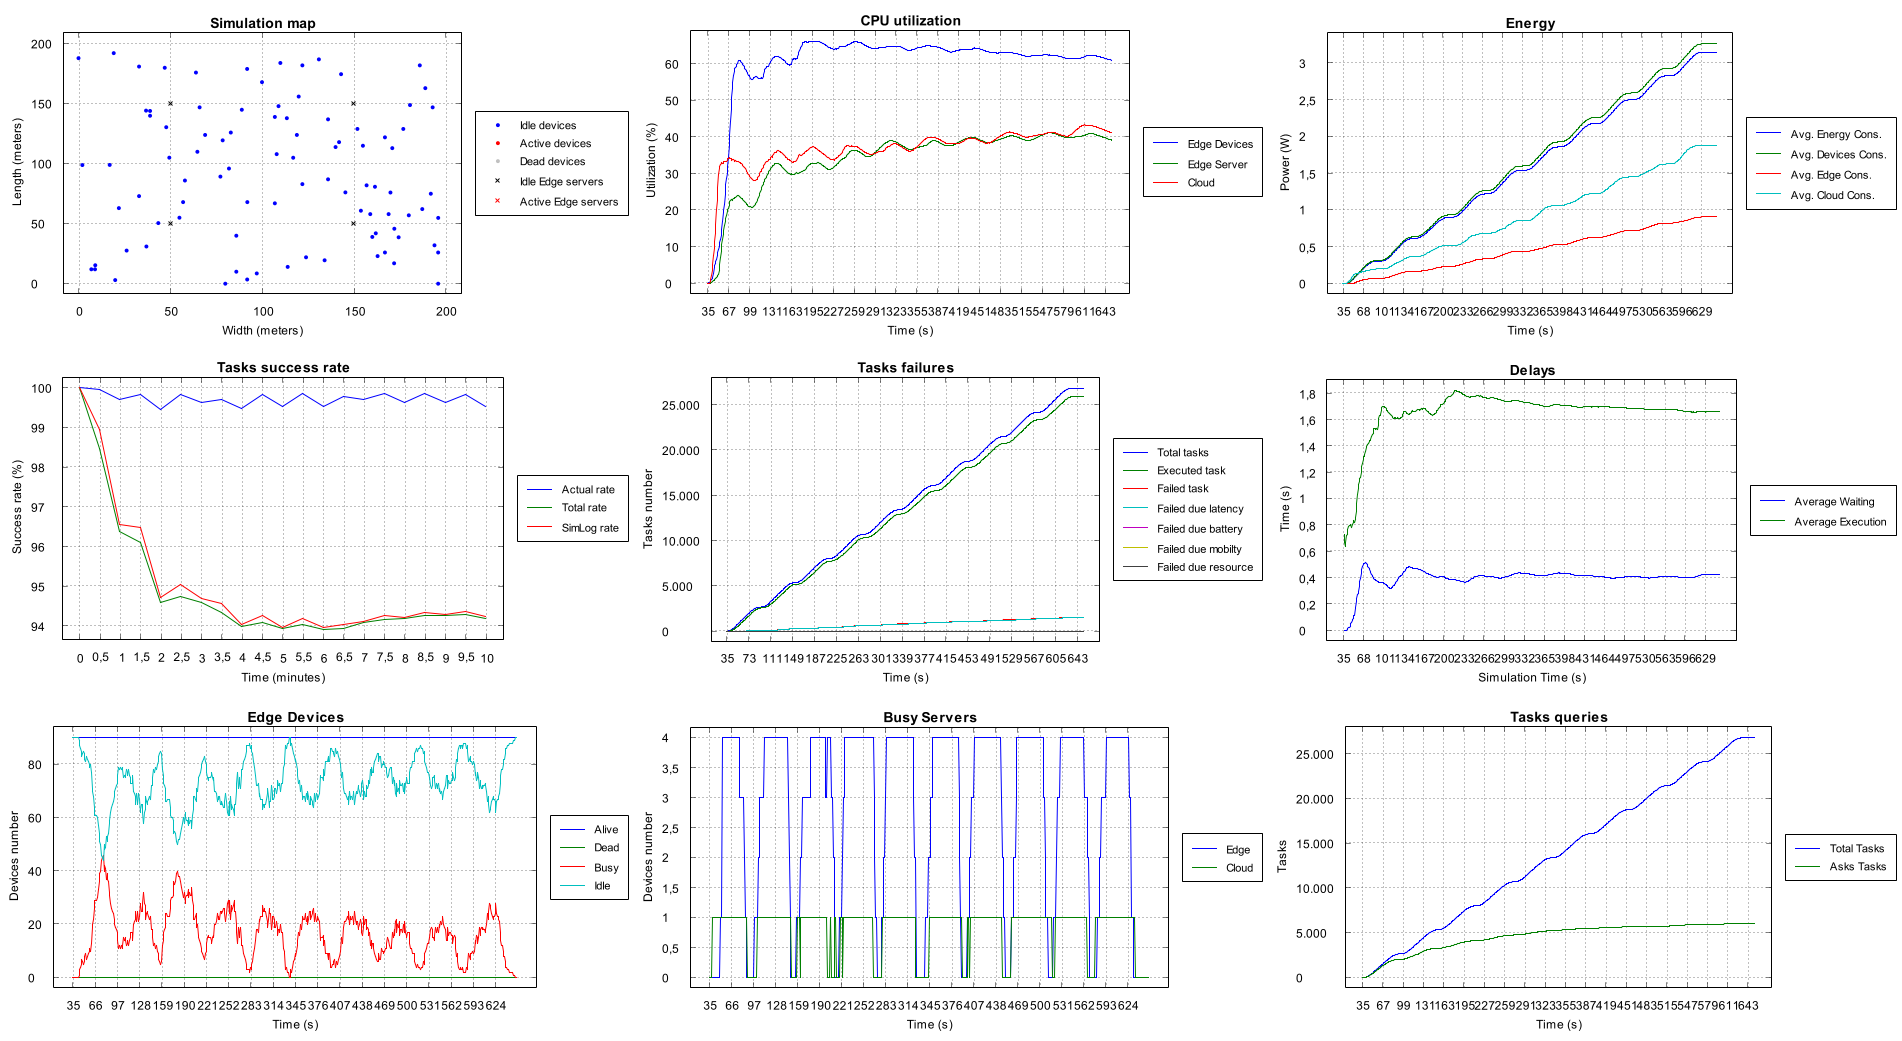 Simulation map
Length (meters)
200
150
100
50
0
0 50 100 150 200
Width (meters)
Idle devices
Active devices
Dead devices
Idle Edge servers
Active Edge servers
CPU utilization
Utilization (%)
60
50
40
30
20
10
0
Time (s)
Edge Devices
Edge Server
Cloud
Energy
Power (W)
3
2,5
2
1,5
1
0,5
0
Time (s)
Avg. Energy Cons.
Avg. Devices Cons.
Avg. Edge Cons.
Avg. Cloud Cons.
Tasks success rate
Success rate (%)
100
99
98
97
96
95
94
0 0,5 1 1,5 2 2,5 3 3,5 4 4,5 5 5,5 6 6,5 7 7,5 8 8,5 9 9,5 10
Time (minutes)
Actual rate
Total rate
SimLog rate
Tasks failures
Tasks number
25.000
20.000
15.000
10.000
5.000
0
Time (s)
Total tasks
Executed task
Failed task
Failed due latency
Failed due battery
Failed due mobilty
Failed due resource
Delays
Time (s)
1,8
1,6
1,4
1,2
1
0,8
0,6
0,4
0,2
0
Simulation Time (s)
Average Waiting
Average Execution
Edge Devices
Devices number
80
60
40
20
0
Time (s)
Alive
Dead
Busy
Idle
Busy Servers
Devices number
4
3,5
3
2,5
2
1,5
1
0,5
0
Time (s)
Edge
Cloud
Tasks queries
Tasks
25.000
20.000
15.000
10.000
5.000
0
Time (s)
Total Tasks
Asks Tasks